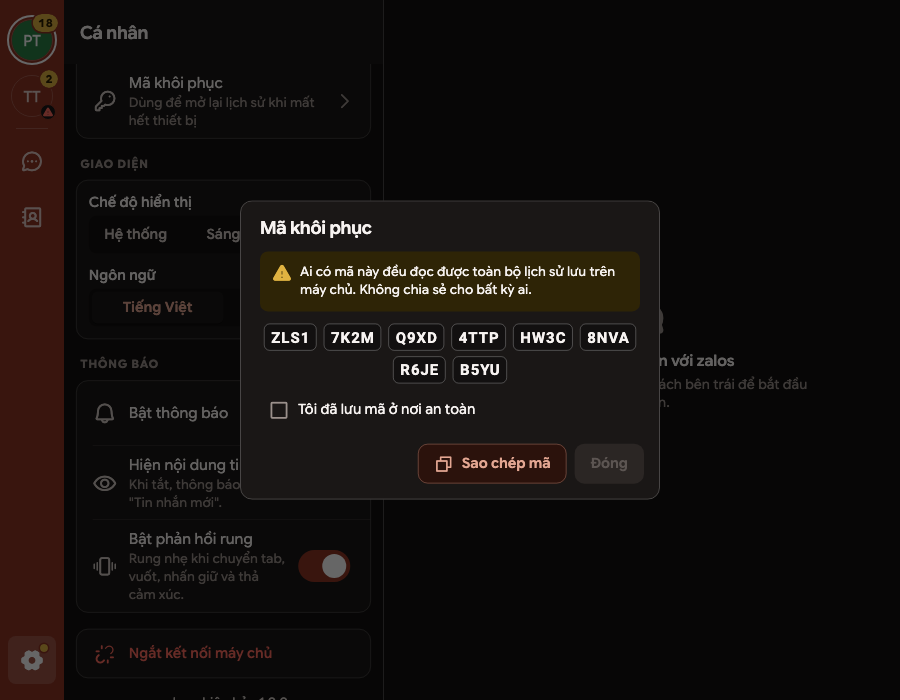 18
PT
2
TT
Cá nhân
Mã khôi phục
Dùng để mở lại lịch sử khi mất
hết thiết bị
GIAO DIỆN
Chế độ hiển thị
Hệ thống
Sáng
Ngôn ngữ
Tiếng Việt
THÔNG BÁO
Bật thông báo
Hiện nội dung ti
Khi tắt, thông báo
"Tin nhắn mới".
Bật phản hồi rung
Rung nhẹ khi chuyển tab,
vuốt, nhấn giữ và thả
cảm xúc.
Ngắt kết nối máy chủ
Mã khôi phục
Ai có mã này đều đọc được toàn bộ lịch sử lưu trên
máy chủ. Không chia sẻ cho bất kỳ ai.
ZLS1 7K2M Q9XD 4TTP HW3C 8NVA
R6JE B5YU
Tôi đã lưu mã ở nơi an toàn
Sao chép mã
Đóng
n với zalos
ách bên trái để bắt đầu
n.